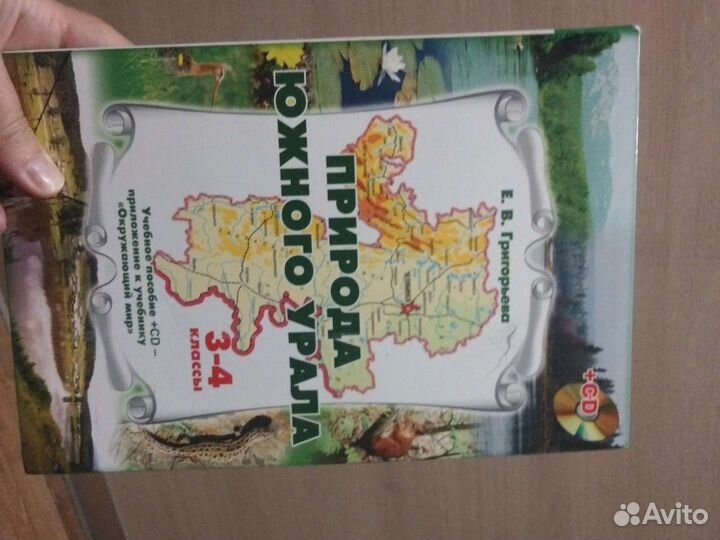 Е. В. Григорьева
ПРИРОДА
ЮЖНОГО УРАЛА
3–4
классы
Учебное пособие +CD –
приложение к учебнику
«Окружающий мир»
+CD
Avito